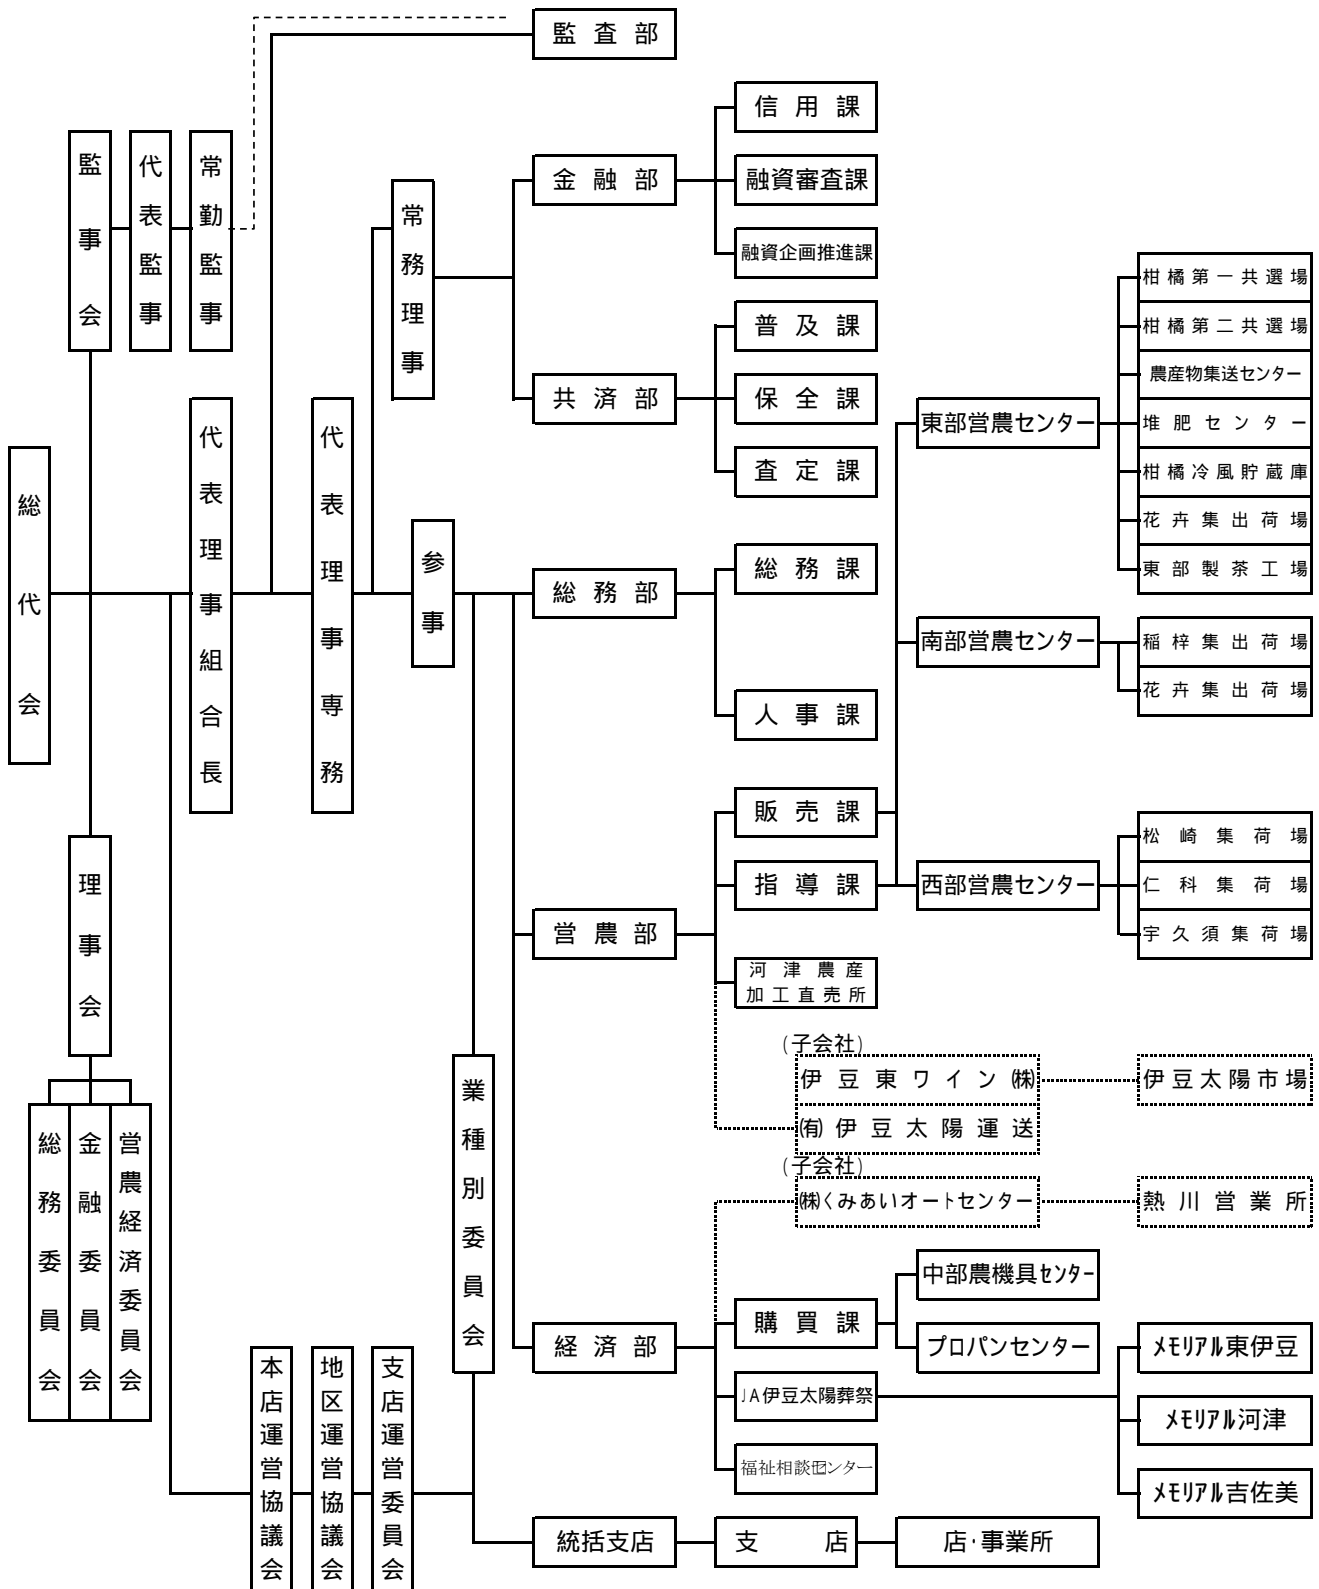 監査部
信用課
監事会
代表監事
常勤監事
常務理事
金融部
融資審査課
融資企画推進課
柑橘第一共選場
普及課
柑橘第二共選場
農産物集送センター
共済部
保全課
代表理事組合長
代表理事専務
東部営農センター
堆肥センター
総代会
査定課
柑橘冷風貯蔵庫
参事
花卉集出荷場
総務課
東部製茶工場
総務部
南部営農センター
稲梓集出荷場
人事課
花卉集出荷場
販売課
理事会
松崎集荷場
指導課
西部営農センター
仁科集荷場
営農部
宇久須集荷場
河津農産
加工直売所
(子会社)
業種別委員会
伊豆東ワイン㈱
伊豆太陽市場
総務委員会
金融委員会
営農経済委員会
㈲伊豆太陽運送
(子会社)
㈱くみあいオートセンター
熱川営業所
中部農機具センター
購買課
経済部
プロパンセンター
メモリアル東伊豆
本店運営協議会
地区運営協議会
支店運営委員会
JA伊豆太陽葬祭
メモリアル河津
福祉相談センター
メモリアル吉佐美
統括支店
支店
店・事業所